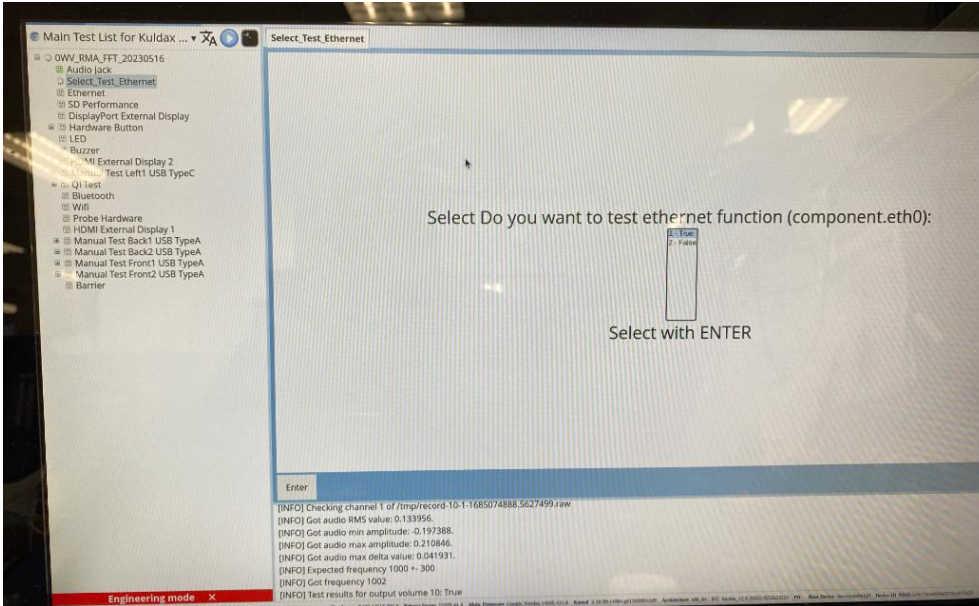 Main Test List for Kuldax ...
Select_Test_Ethernet
0WV_RMA_FFT_20230516
Audio Jack
Select_Test_Ethernet
Ethernet
SD Performance
DisplayPort External Display
Hardware Button
LED
Buzzer
HDMI External Display 2
Manual Test Left1 USB TypeC
QI Test
Bluetooth
Wifi
Probe Hardware
HDMI External Display 1
Manual Test Back1 USB TypeA
Manual Test Back2 USB TypeA
Manual Test Front1 USB TypeA
Manual Test Front2 USB TypeA
Barrier
Select Do you want to test ethernet function (component.eth0):
1 - True
2 - False
Select with ENTER
Enter
[INFO] Checking channel 1 of /tmp/record-10-1-1685074888.5627499.raw
[INFO] Got audio RMS value: 0.133956.
[INFO] Got audio min amplitude: -0.197388.
[INFO] Got audio max amplitude: 0.210846.
[INFO] Got audio max delta value: 0.041931.
[INFO] Expected frequency 1000 +- 300
[INFO] Got frequency 1002
[INFO] Test results for output volume 10: True
Engineering mode ×